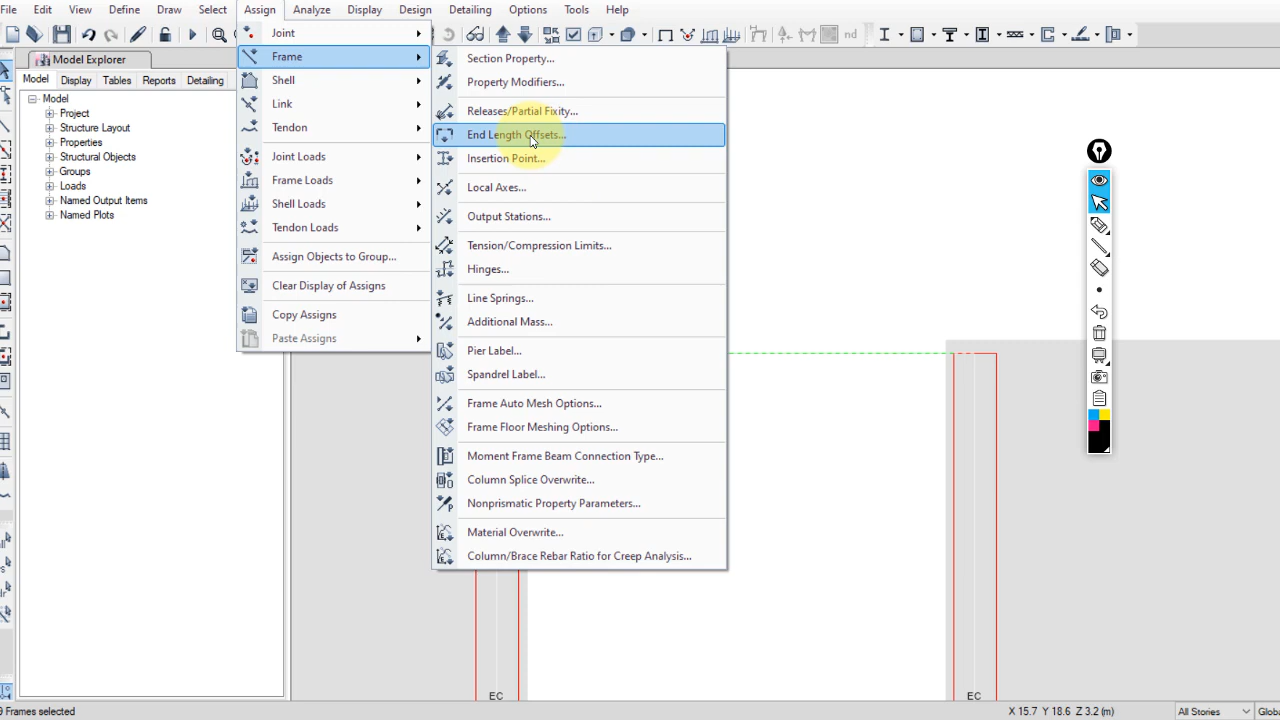 File Edit View Define Draw Select Assign Analyze Display Design Detailing Options Tools Help
nd
Model Explorer
Model Display Tables Reports Detailing
Model
Project
Structure Layout
Properties
Structural Objects
Groups
Loads
Named Output Items
Named Plots
Joint
Frame
Shell
Link
Tendon
Joint Loads
Frame Loads
Shell Loads
Tendon Loads
Assign Objects to Group...
Clear Display of Assigns
Copy Assigns
Paste Assigns
Section Property...
Property Modifiers...
Releases/Partial Fixity...
End Length Offsets...
Insertion Point...
Local Axes...
Output Stations...
Tension/Compression Limits...
Hinges...
Line Springs...
Additional Mass...
Pier Label...
Spandrel Label...
Frame Auto Mesh Options...
Frame Floor Meshing Options...
Moment Frame Beam Connection Type...
Column Splice Overwrite...
Nonprismatic Property Parameters...
Material Overwrite...
Column/Brace Rebar Ratio for Creep Analysis...
EC EC
9 Frames selected X 15.7 Y 18.6 Z 3.2 (m) All Stories Globa